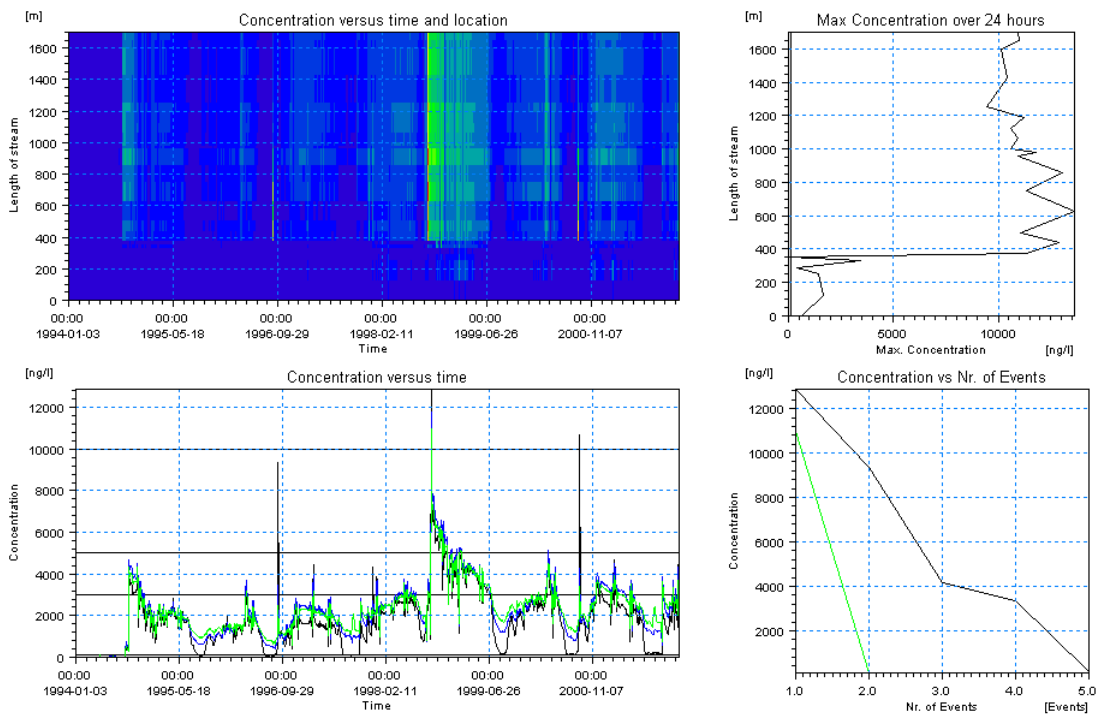 Concentration versus time and location
[m]
Length of stream
1600
1400
1200
1000
800
600
400
200
0
00:00 00:00 00:00 00:00 00:00 00:00
1994-01-03 1995-05-18 1996-09-29 1998-02-11 1999-06-26 2000-11-07
Time
Max Concentration over 24 hours
[m]
Length of stream
1600
1400
1200
1000
800
600
400
200
0
0 5000 10000
Max. Concentration [ng/l]
Concentration versus time
[ng/l]
Concentration
12000
10000
8000
6000
4000
2000
0
00:00 00:00 00:00 00:00 00:00 00:00
1994-01-03 1995-05-18 1996-09-29 1998-02-11 1999-06-26 2000-11-07
Time
Concentration vs Nr. of Events
[ng/l]
Concentration
12000
10000
8000
6000
4000
2000
1.0 2.0 3.0 4.0 5.0
Nr. of Events [Events]